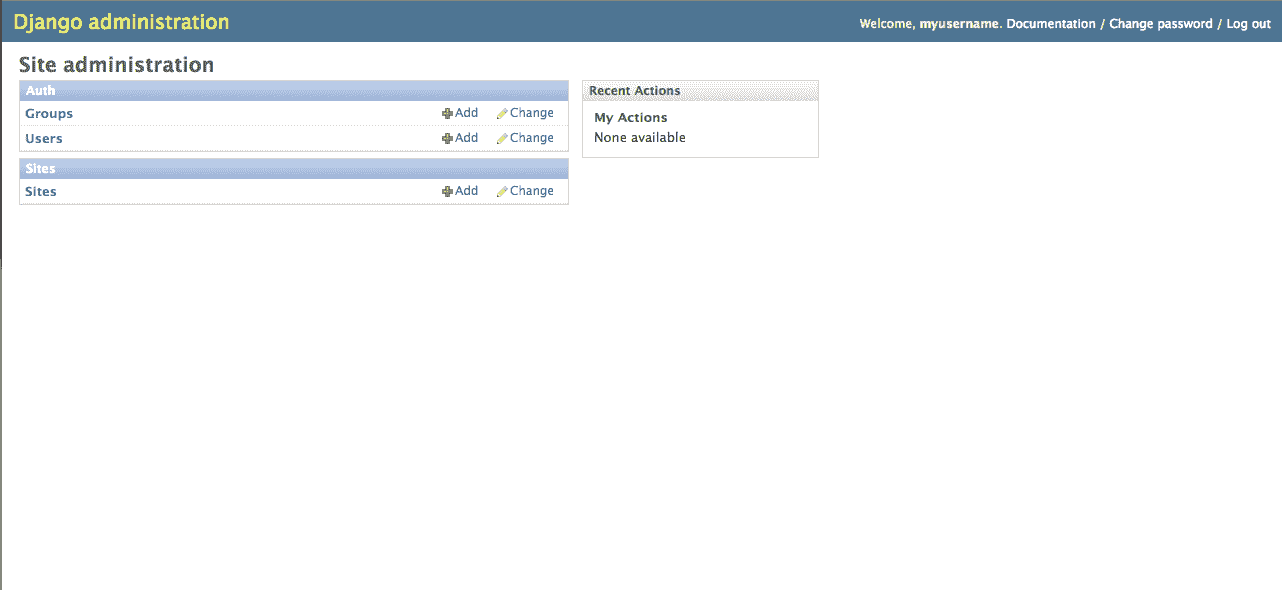 Django administration
Welcome, myusername. Documentation / Change password / Log out
Site administration
Auth
Groups Add Change
Users Add Change
Sites
Sites Add Change
Recent Actions
My Actions
None available